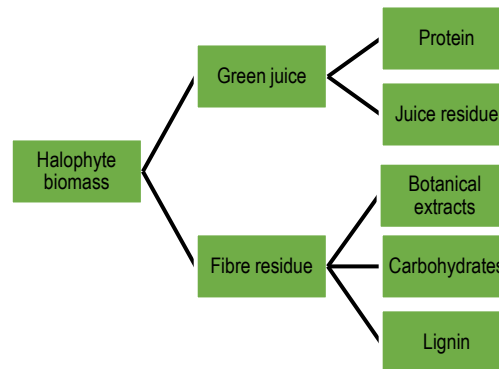 Protein
Green juice
Juice residue
Halophyte
biomass
Botanical
extracts
Fibre residue
Carbohydrates
Lignin